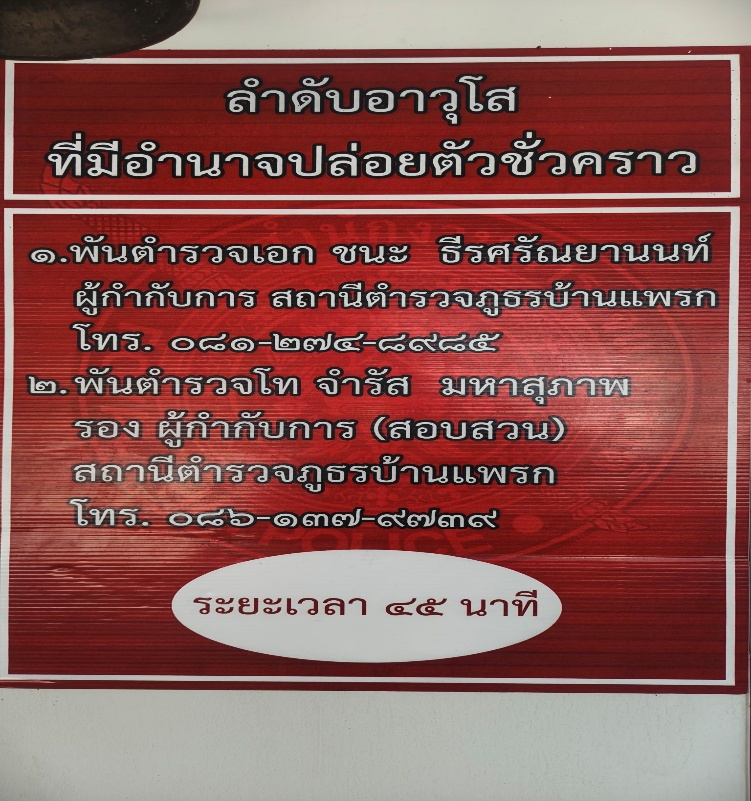 ลำดับอาวุโส
ที่มีอำนาจปล่อยตัวชั่วคราว
๑.พันตำรวจเอก ชนะ ธีรศรัณยานนท์
ผู้กำกับการ สถานีตำรวจภูธรบ้านแพรก
โทร. ๐๘๑-๒๗๔-๘๙๘๕
๒.พันตำรวจโท จำรัส มหาสุภาพ
รอง ผู้กำกับการ (สอบสวน)
สถานีตำรวจภูธรบ้านแพรก
โทร. ๐๘๖-๑๓๗-๙๗๓๙
POLICE
ระยะเวลา ๔๕ นาที